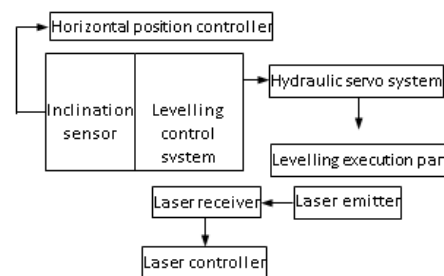 Horizontal position controller
Inclination
sensor
Levelling
control
system
Hydraulic servo system
Levelling execution par
Laser receiver
Laser emitter
Laser controller